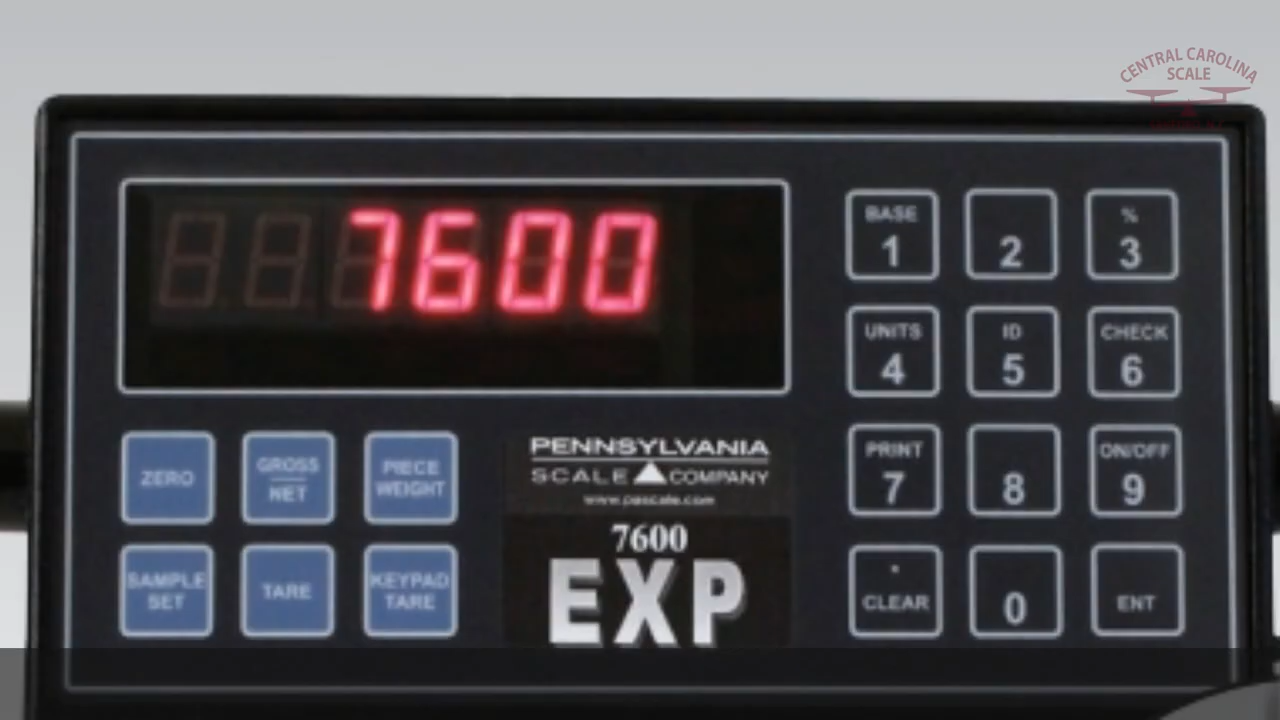 CENTRAL CAROLINA
SCALE
7600
BASE
1
2
%
3
UNITS
4
ID
5
CHECK
6
PRINT
7
8
ON/OFF
9
.
CLEAR
0
ENT
ZERO
GROSS
NET
PIECE
WEIGHT
SAMPLE
SET
TARE
KEYPAD
TARE
PENNSYLVANIA
SCALE COMPANY
www.pascale.com
7600
EXP